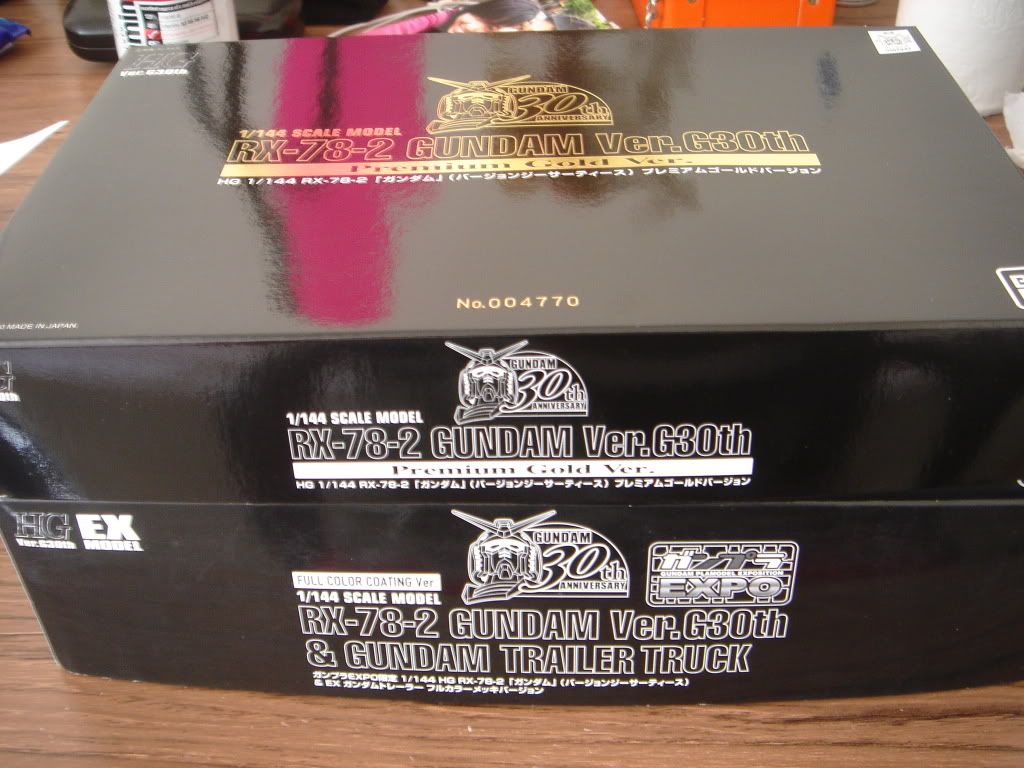 HG
Ver.G30th
GUNDAM
30th
ANNIVERSARY
1/144 SCALE MODEL
RX-78-2 GUNDAM Ver.G30th
Premium Gold Ver.
HG 1/144 RX-78-2 「ガンダム」(バージョンジーサーティース) プレミアムゴールドバージョン
No.004770
MADE IN JAPAN.
GUNDAM
30th
ANNIVERSARY
1/144 SCALE MODEL
RX-78-2 GUNDAM Ver.G30th
Premium Gold Ver.
HG 1/144 RX-78-2 「ガンダム」(バージョンジーサーティース) プレミアムゴールドバージョン
HG EX
Ver.G30th MODEL
GUNDAM
30th
ANNIVERSARY
ガンプラ
GUNDAM PLAMODEL EXPOSITION
EXPO
FULL COLOR COATING Ver
1/144 SCALE MODEL
RX-78-2 GUNDAM Ver.G30th
& GUNDAM TRAILER TRUCK
ガンプラEXPO限定 1/144 HG RX-78-2 「ガンダム」(バージョンジーサーティース)
& EX ガンダムトレーラー フルカラーメッキバージョン